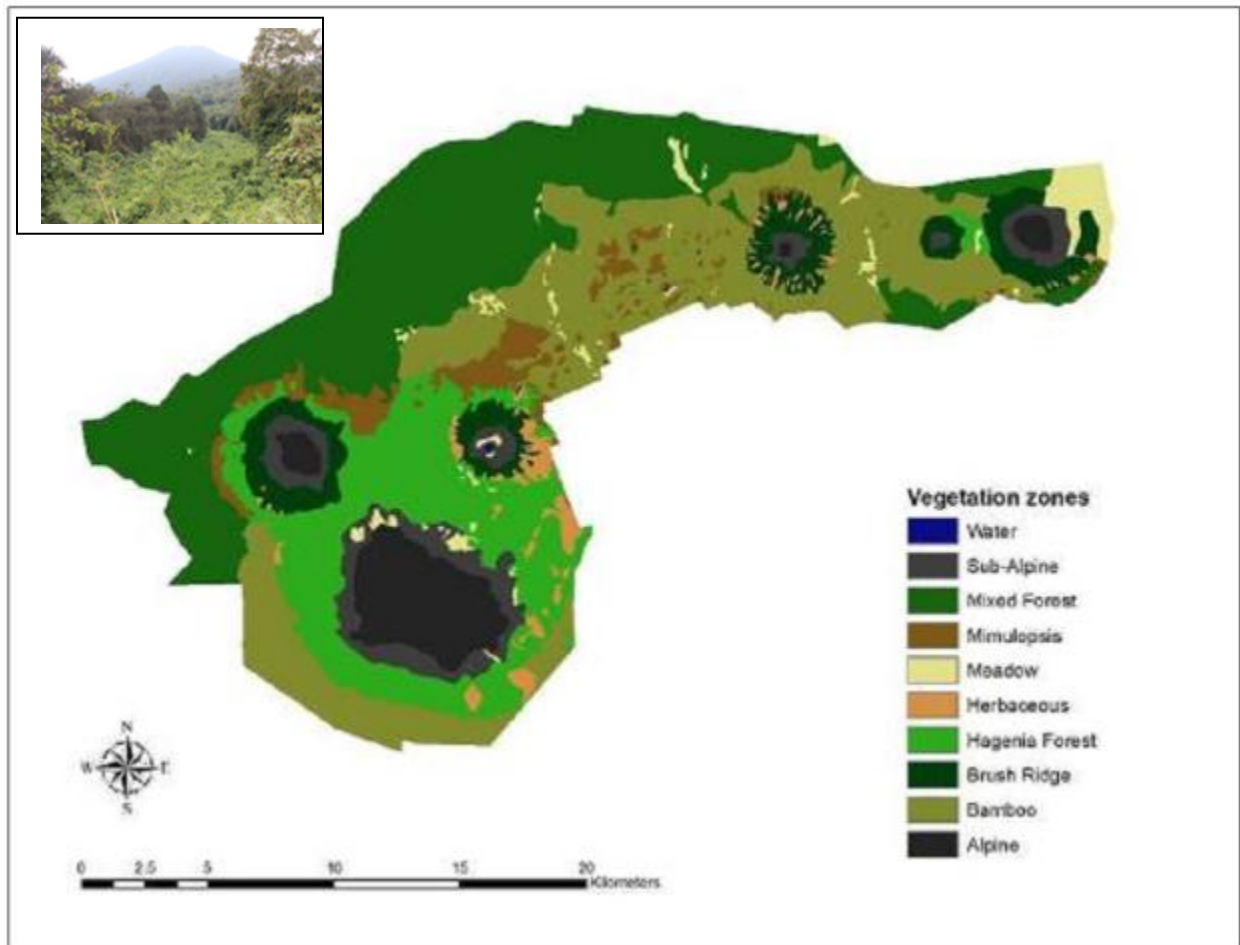 Vegetation zones
Water
Sub-Alpine
Mixed Forest
Mimulopsis
Meadow
Herbaceous
Hagenia Forest
Brush Ridge
Bamboo
Alpine
N
W E
S
0 2.5 5 10 15 20
Kilometers